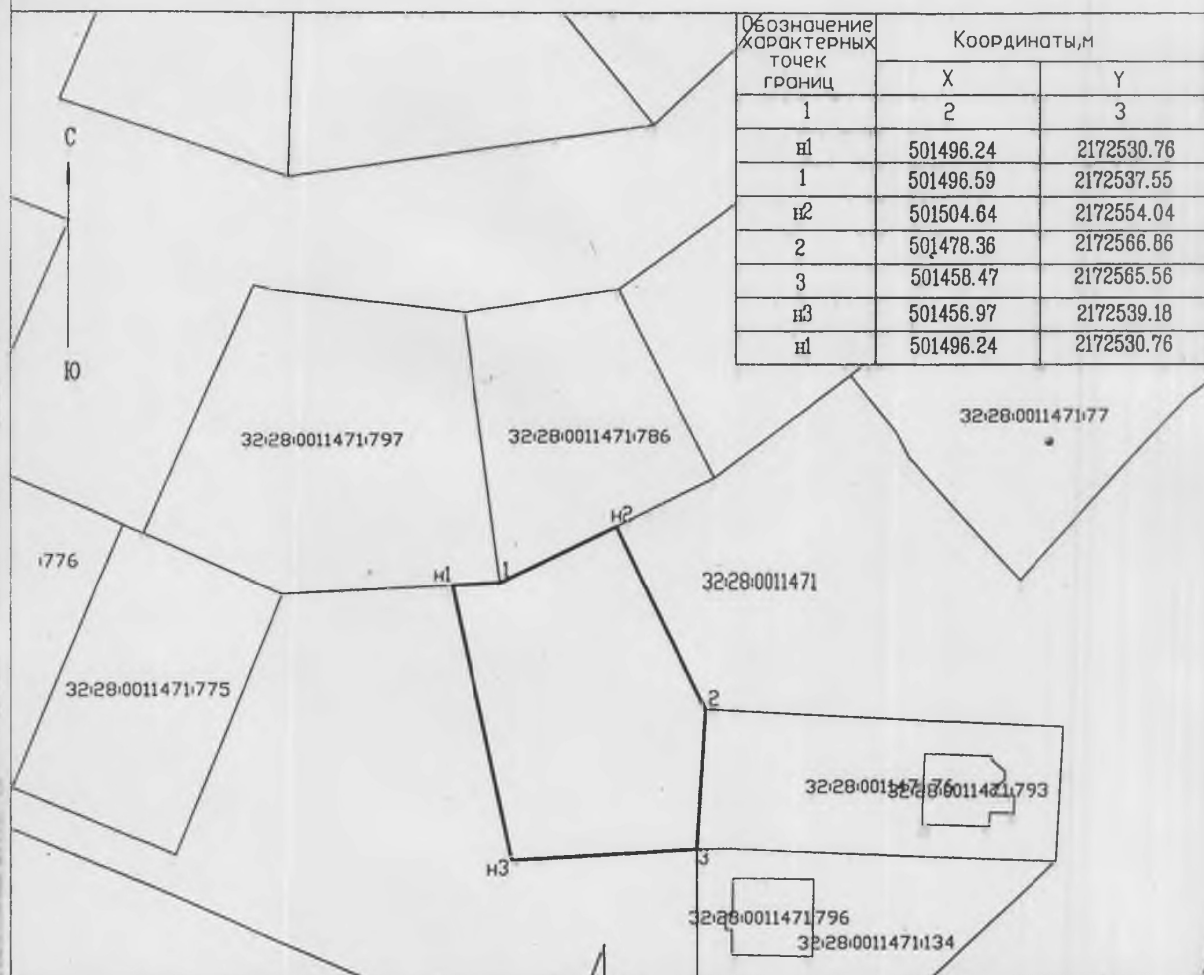 Обозначение
характерных
точек
границ
Координаты,м
X Y
1 2 3
н1 501496.24 2172530.76
1 501496.59 2172537.55
н2 501504.64 2172554.04
2 501478.36 2172566.86
3 501458.47 2172565.56
н3 501456.97 2172539.18
н1 501496.24 2172530.76
С
Ю
32:28:0011471:77
32:28:0011471:797
32:28:0011471:786
н2
:776
н1
1
32:28:0011471
32:28:0011471:775
2
32:28:0011471:76
32:28:0011471:793
н3
3
32:28:0011471:796
32:28:0011471:134